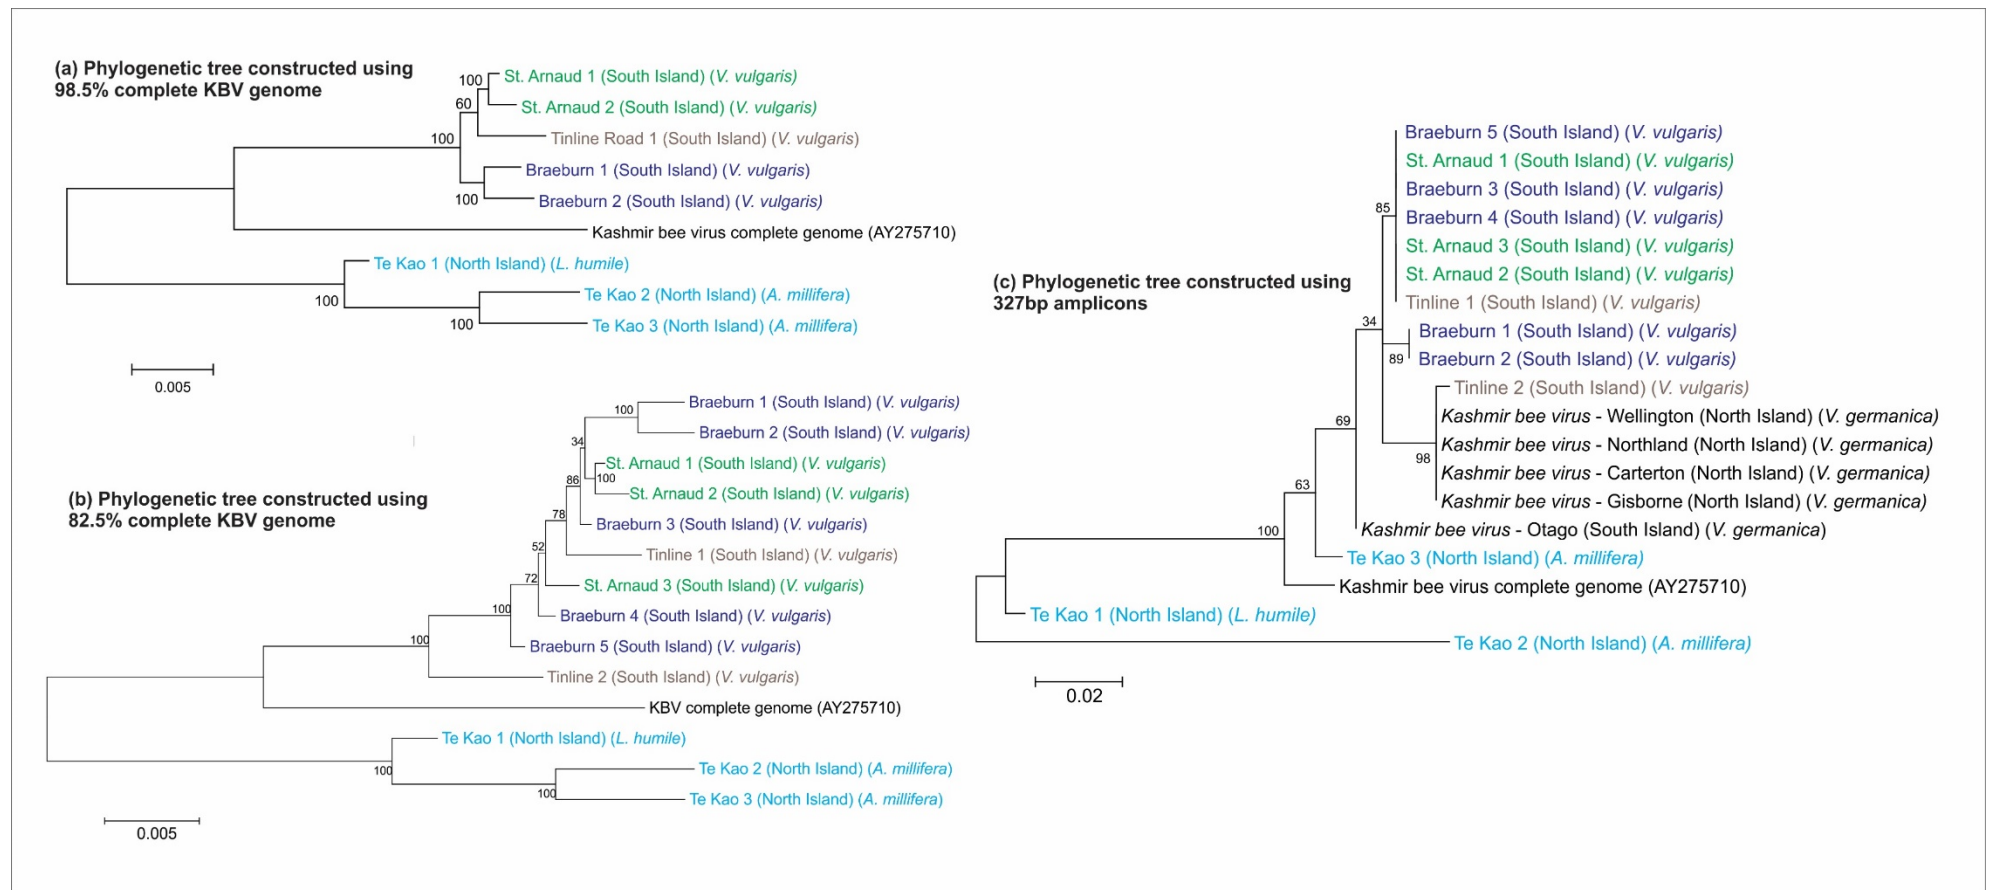 (a) Phylogenetic tree constructed using
98.5% complete KBV genome
100
St. Arnaud 1 (South Island) (V. vulgaris)
60
St. Arnaud 2 (South Island) (V. vulgaris)
100
Tinline Road 1 (South Island) (V. vulgaris)
Braeburn 1 (South Island) (V. vulgaris)
100
Braeburn 2 (South Island) (V. vulgaris)
Kashmir bee virus complete genome (AY275710)
Te Kao 1 (North Island) (L. humile)
100
Te Kao 2 (North Island) (A. millifera)
100
Te Kao 3 (North Island) (A. millifera)
0.005
(b) Phylogenetic tree constructed using
82.5% complete KBV genome
100
Braeburn 1 (South Island) (V. vulgaris)
Braeburn 2 (South Island) (V. vulgaris)
34
St. Arnaud 1 (South Island) (V. vulgaris)
100
86
St. Arnaud 2 (South Island) (V. vulgaris)
78
Braeburn 3 (South Island) (V. vulgaris)
52
Tinline 1 (South Island) (V. vulgaris)
72
St. Arnaud 3 (South Island) (V. vulgaris)
100
Braeburn 4 (South Island) (V. vulgaris)
100
Braeburn 5 (South Island) (V. vulgaris)
Tinline 2 (South Island) (V. vulgaris)
KBV complete genome (AY275710)
Te Kao 1 (North Island) (L. humile)
100
Te Kao 2 (North Island) (A. millifera)
100
Te Kao 3 (North Island) (A. millifera)
0.005
(c) Phylogenetic tree constructed using
327bp amplicons
Braeburn 5 (South Island) (V. vulgaris)
St. Arnaud 1 (South Island) (V. vulgaris)
Braeburn 3 (South Island) (V. vulgaris)
85
Braeburn 4 (South Island) (V. vulgaris)
St. Arnaud 3 (South Island) (V. vulgaris)
St. Arnaud 2 (South Island) (V. vulgaris)
Tinline 1 (South Island) (V. vulgaris)
34
Braeburn 1 (South Island) (V. vulgaris)
89
Braeburn 2 (South Island) (V. vulgaris)
Tinline 2 (South Island) (V. vulgaris)
69
Kashmir bee virus - Wellington (North Island) (V. germanica)
Kashmir bee virus - Northland (North Island) (V. germanica)
98
Kashmir bee virus - Carterton (North Island) (V. germanica)
63
Kashmir bee virus - Gisborne (North Island) (V. germanica)
100
Kashmir bee virus - Otago (South Island) (V. germanica)
Te Kao 3 (North Island) (A. millifera)
Kashmir bee virus complete genome (AY275710)
Te Kao 1 (North Island) (L. humile)
Te Kao 2 (North Island) (A. millifera)
0.02